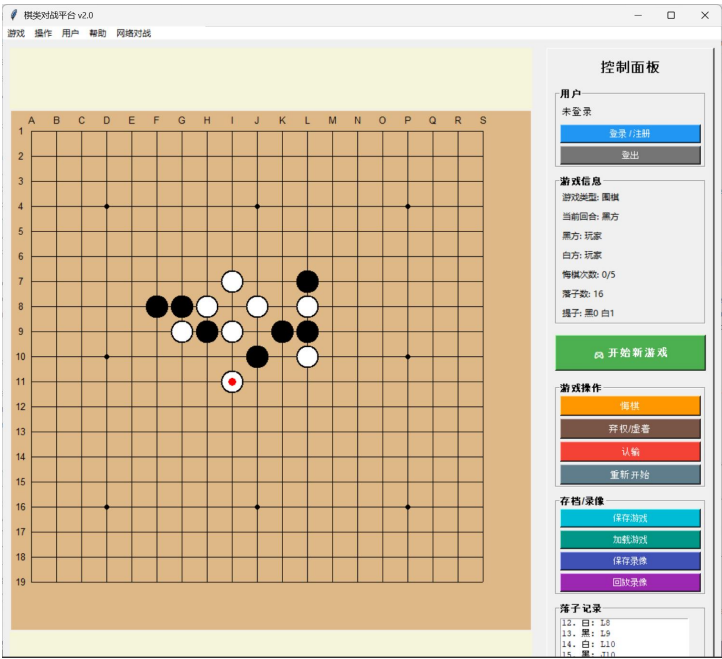 棋类对战平台 v2.0
游戏 操作 用户 帮助 网络对战
控制面板
用户
未登录
登录 / 注册
登出
游戏信息
游戏类型: 围棋
当前回合: 黑方
黑方: 玩家
白方: 玩家
悔棋次数: 0/5
落子数: 16
提子: 黑0 白1
开始新游戏
游戏操作
悔棋
弃权/虚着
认输
重新开始
存档/录像
保存游戏
加载游戏
保存录像
回放录像
落子记录
12. 白: L8
13. 黑: L9
14. 白: L10
15. 黑: J10
A B C D E F G H I J K L M N O P Q R S
1
2
3
4
5
6
7
8
9
10
11
12
13
14
15
16
17
18
19